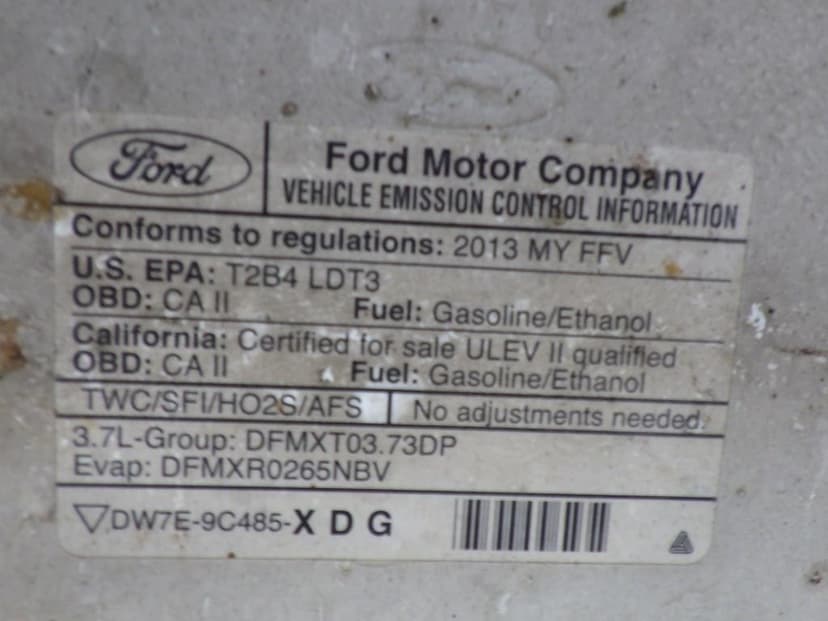 Ford
Ford Motor Company
VEHICLE EMISSION CONTROL INFORMATION
Conforms to regulations: 2013 MY FFV
U.S. EPA: T2B4 LDT3
OBD: CA II Fuel: Gasoline/Ethanol
California: Certified for sale ULEV II qualified
OBD: CA II Fuel: Gasoline/Ethanol
TWC/SFI/HO2S/AFS No adjustments needed.
3.7L-Group: DFMXT03.73DP
Evap: DFMXR0265NBV
DW7E-9C485-X D G